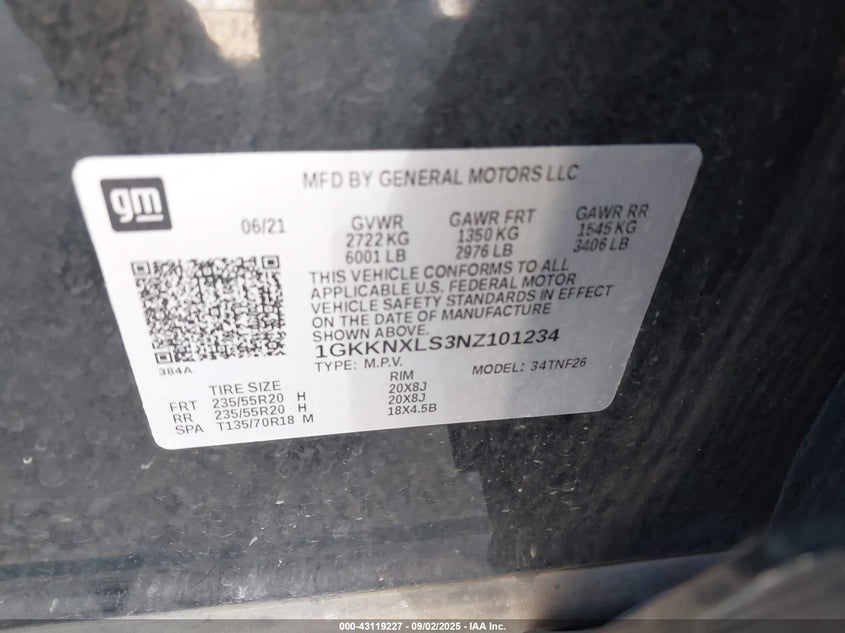 gm
MFD BY GENERAL MOTORS LLC
06/21
GVWR
2722 KG
6001 LB
GAWR FRT
1350 KG
2976 LB
GAWR RR
1545 KG
3406 LB
THIS VEHICLE CONFORMS TO ALL
APPLICABLE U.S. FEDERAL MOTOR
VEHICLE SAFETY STANDARDS IN EFFECT
ON THE DATE OF MANUFACTURE
SHOWN ABOVE.
1GKKNXLS3NZ101234
TYPE: M.P.V. MODEL: 34TNF26
384A
TIRE SIZE RIM
FRT 235/55R20 H 20X8J
RR 235/55R20 H 20X8J
SPA T135/70R18 M 18X4.5B
000-43119227 - 09/02/2025 - IAA Inc.